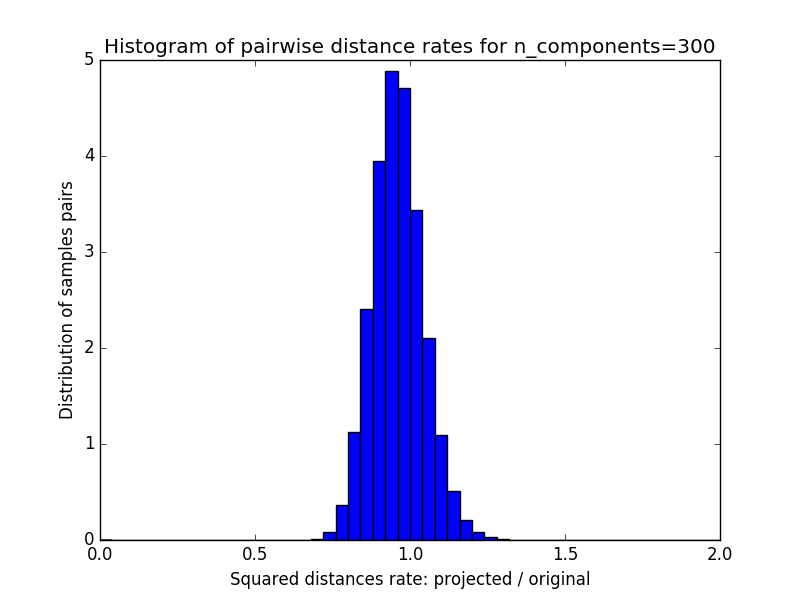 Histogram of pairwise distance rates for n_components=300
5
4
3
2
1
0
Distribution of samples pairs
0.0 0.5 1.0 1.5 2.0
Squared distances rate: projected / original